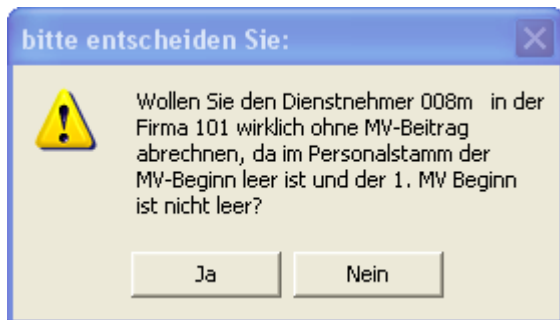 bitte entscheiden Sie:
Wollen Sie den Dienstnehmer 008m in der
Firma 101 wirklich ohne MV-Beitrag
abrechnen, da im Personalstamm der
MV-Beginn leer ist und der 1. MV Beginn
ist nicht leer?
Ja Nein